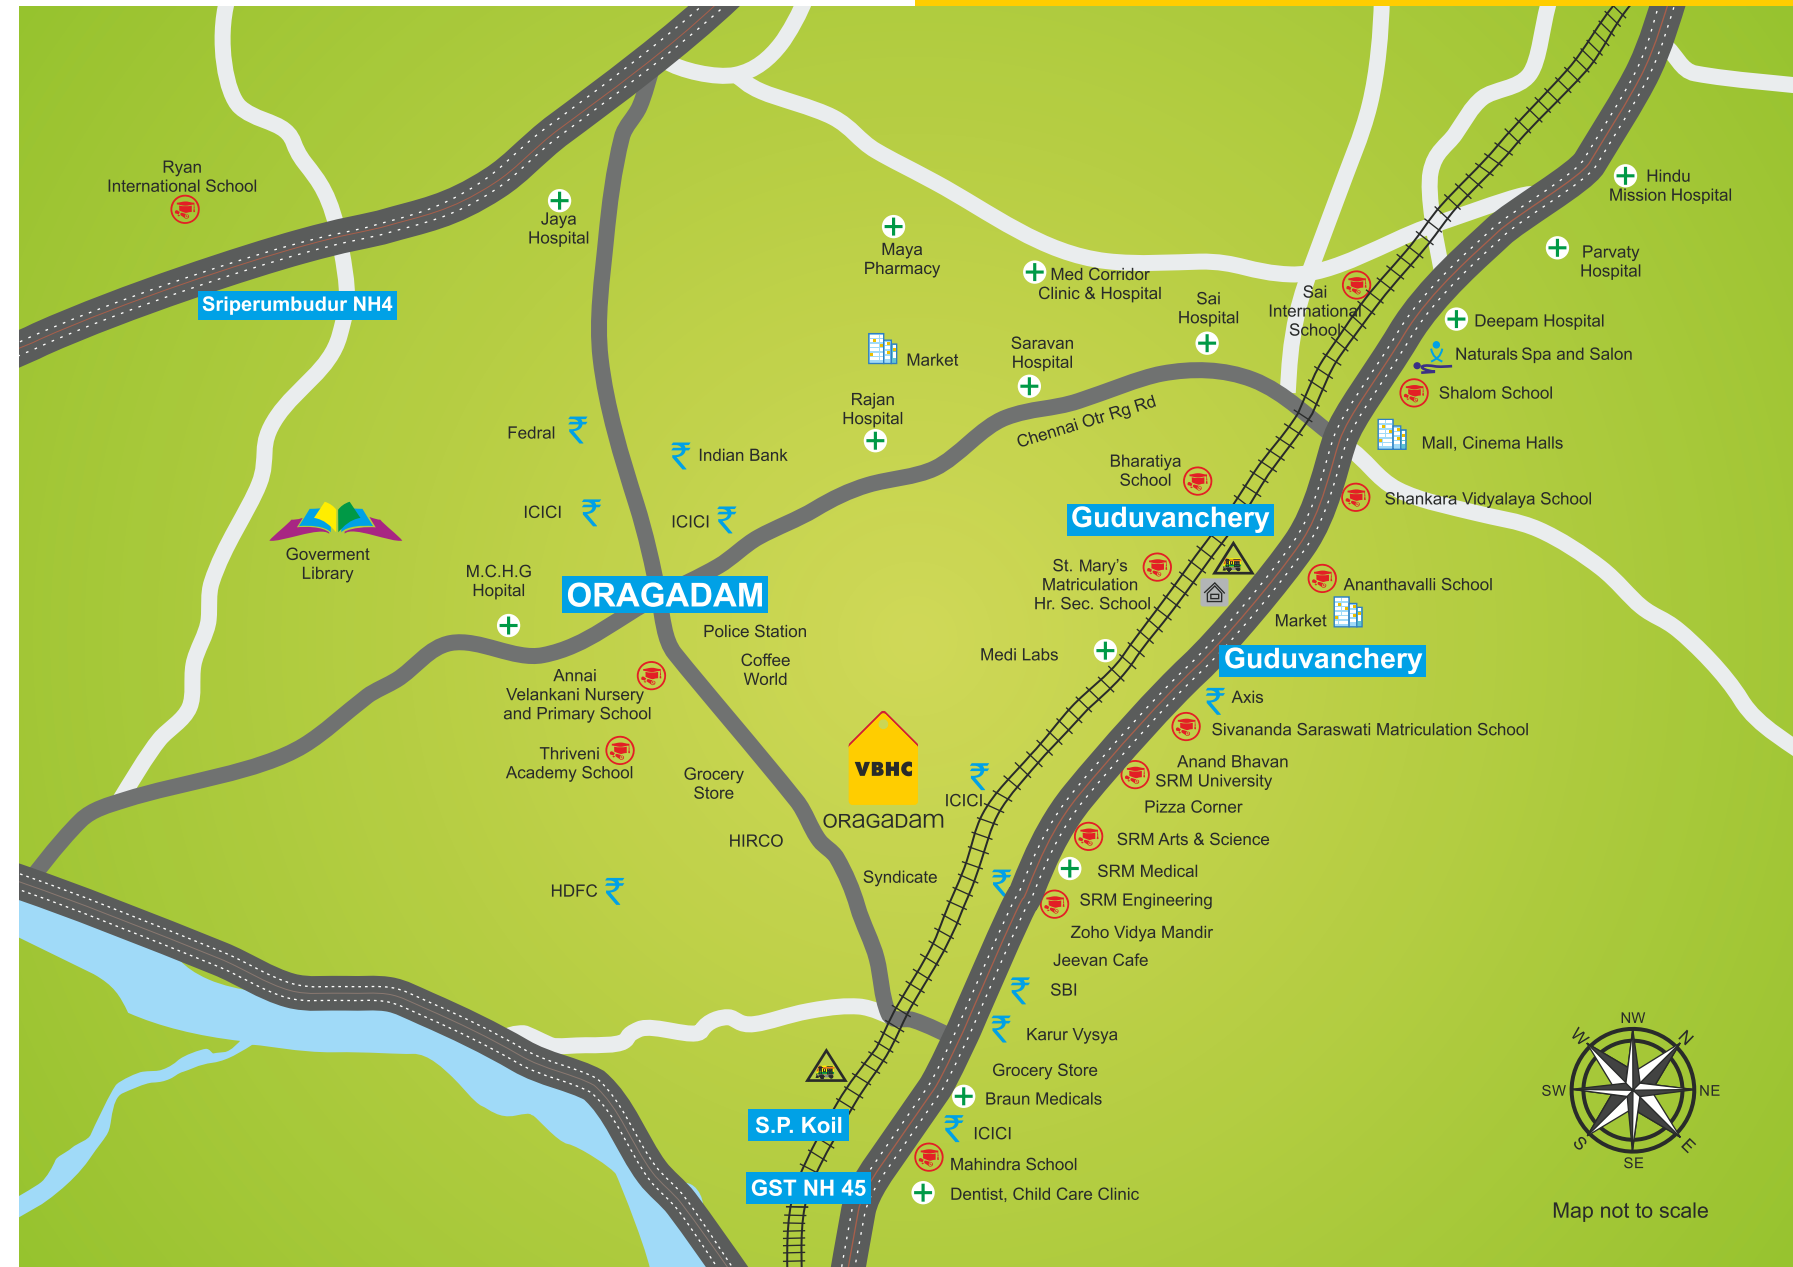 Ryan
International School
Sriperumbudur NH4
Jaya
Hospital
Maya
Pharmacy
Med Corridor
Clinic & Hospital
Sai
Hospital
Sai
International
School
Hindu
Mission Hospital
Parvaty
Hospital
Deepam Hospital
Naturals Spa and Salon
Shalom School
Mall, Cinema Halls
Shankara Vidyalaya School
Market
Saravan
Hospital
Rajan
Hospital
Chennai Otr Rg Rd
Fedral
Indian Bank
ICICI
ICICI
Bharatiya
School
Guduvanchery
Goverment
Library
M.C.H.G
Hopital
ORAGADAM
St. Mary's
Matriculation
Hr. Sec. School
Ananthavalli School
Market
Guduvanchery
Police Station
Coffee
World
Medi Labs
Annai
Velankani Nursery
and Primary School
Thriveni
Academy School
Grocery
Store
VBHC
ORAGADAM
ICICI
HIRCO
Syndicate
HDFC
Axis
Sivananda Saraswati Matriculation School
Anand Bhavan
SRM University
Pizza Corner
SRM Arts & Science
SRM Medical
SRM Engineering
Zoho Vidya Mandir
Jeevan Cafe
SBI
Karur Vysya
Grocery Store
Braun Medicals
ICICI
Mahindra School
Dentist, Child Care Clinic
S.P. Koil
GST NH 45
NW
W
N
SW
NE
S
E
SE
Map not to scale